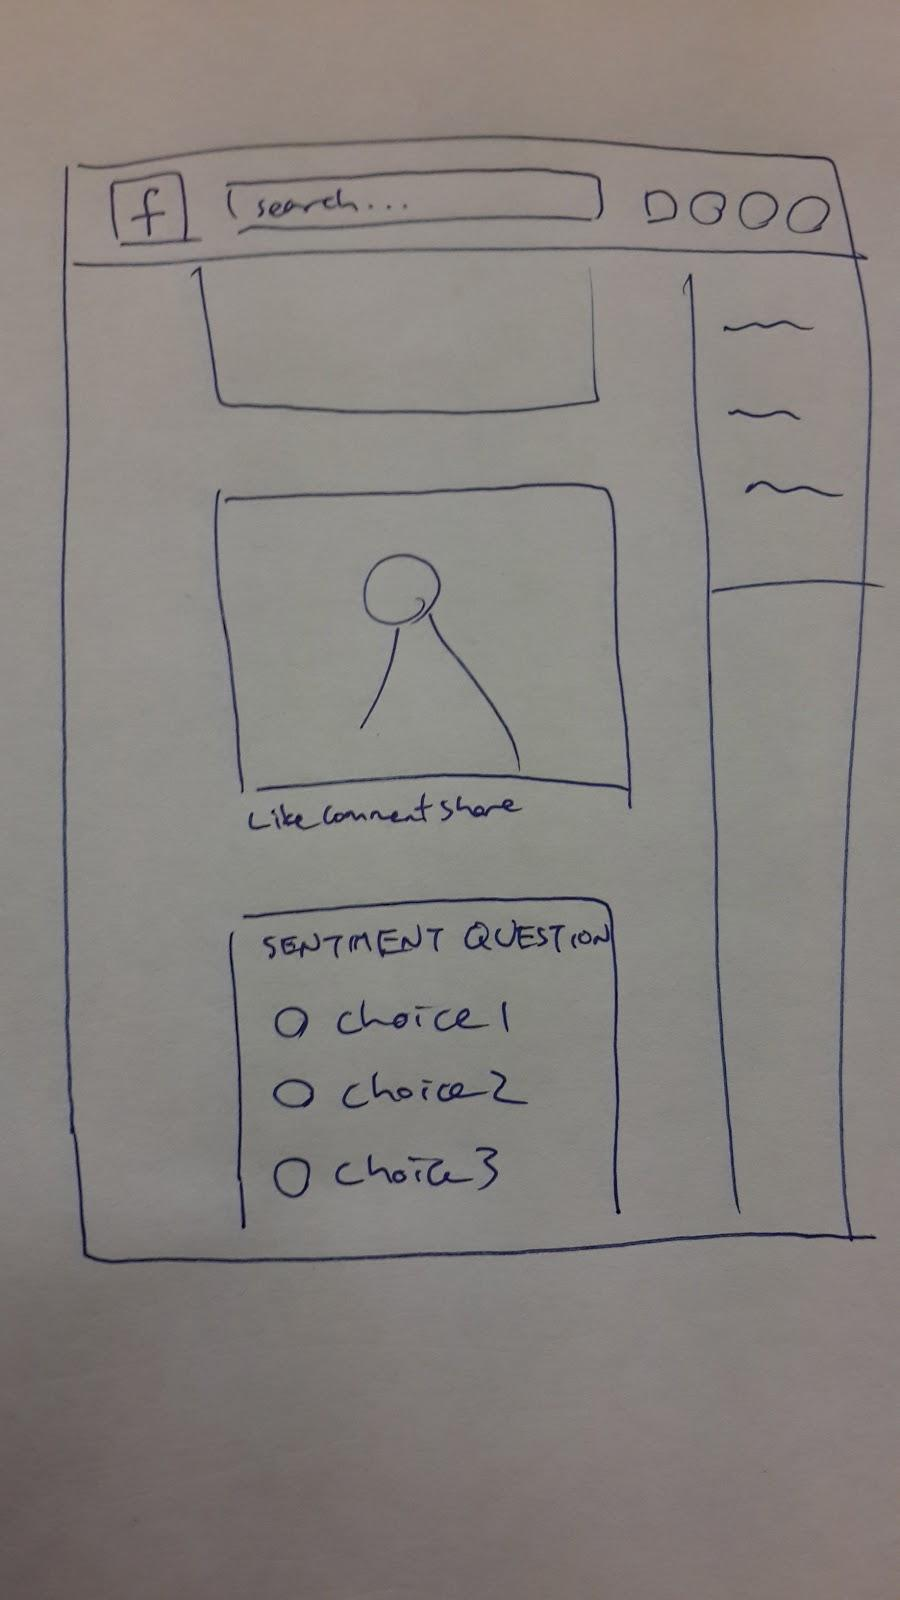 f
search...
Like Comment Share
SENTIMENT QUESTION
choice 1
choice 2
choice 3